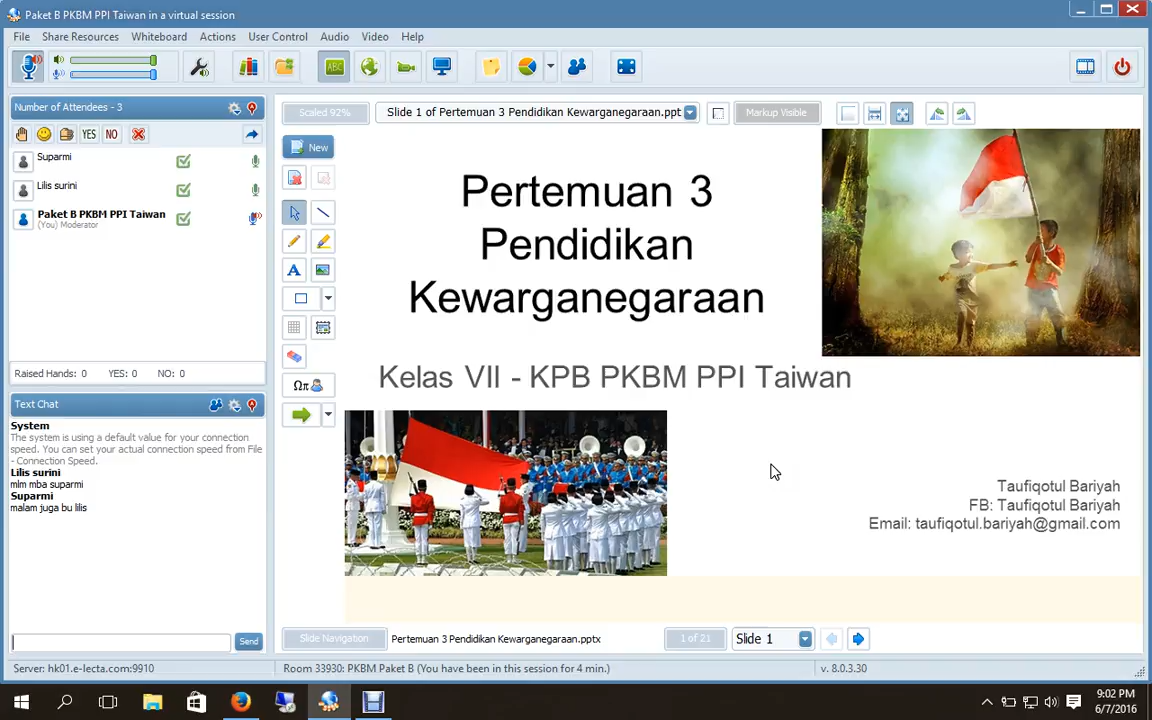 Paket B PKBM PPI Taiwan in a virtual session
File Share Resources Whiteboard Actions User Control Audio Video Help
ABC
Number of Attendees - 3
YES NO
Suparmi
Lilis surini
Paket B PKBM PPI Taiwan
(You) Moderator
Raised Hands: 0 YES: 0 NO: 0
Text Chat
System
The system is using a default value for your connection
speed. You can set your actual connection speed from File
- Connection Speed.
Lilis surini
mlm mba suparmi
Suparmi
malam juga bu lilis
Send
Scaled 92% Slide 1 of Pertemuan 3 Pendidikan Kewarganegaraan.ppt Markup Visible
New
A
Ωπ
Pertemuan 3
Pendidikan
Kewarganegaraan
Kelas VII - KPB PKBM PPI Taiwan
Taufiqotul Bariyah
FB: Taufiqotul Bariyah
Email: taufiqotul.bariyah@gmail.com
Slide Navigation Pertemuan 3 Pendidikan Kewarganegaraan.pptx 1 of 21 Slide 1
Server: hk01.e-lecta.com:9910 Room 33930: PKBM Paket B (You have been in this session for 4 min.) v. 8.0.3.30
9:02 PM
6/7/2016